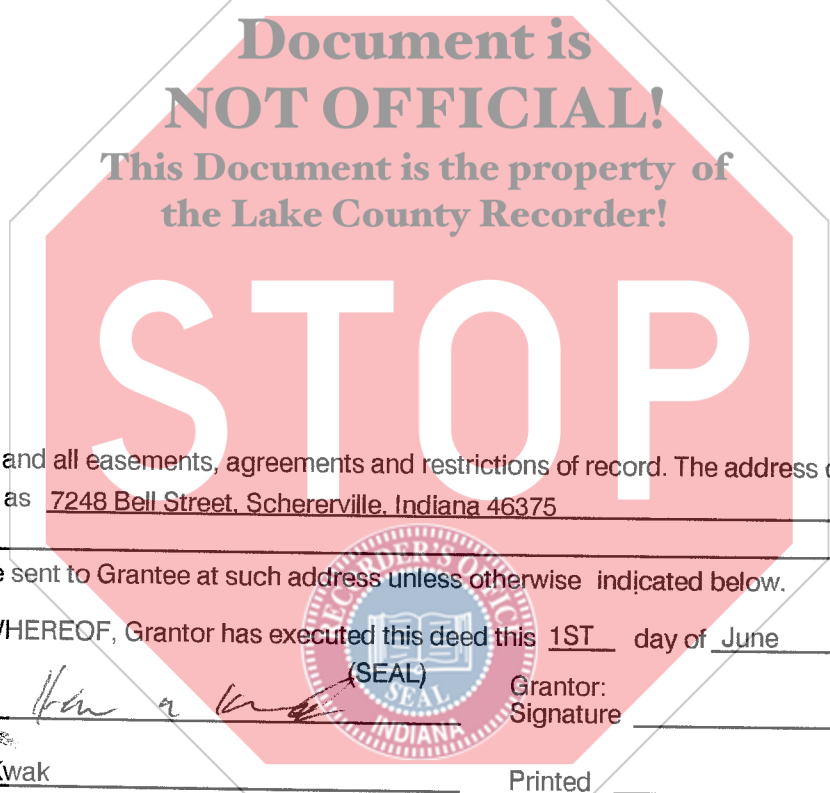 Document is
NOT OFFICIAL!
This Document is the property of
the Lake County Recorder!
STOP
and all easements, agreements and restrictions of record. The address
as 7248 Bell Street, Schererville, Indiana 46375
sent to Grantee at such address unless otherwise indicated below.
HEREOF, Grantor has executed this deed this 1ST day of June
(SEAL)
Grantor:
Signature
Kwak
Printed
RECORDER'S OFFICE
SEAL
INDIANA